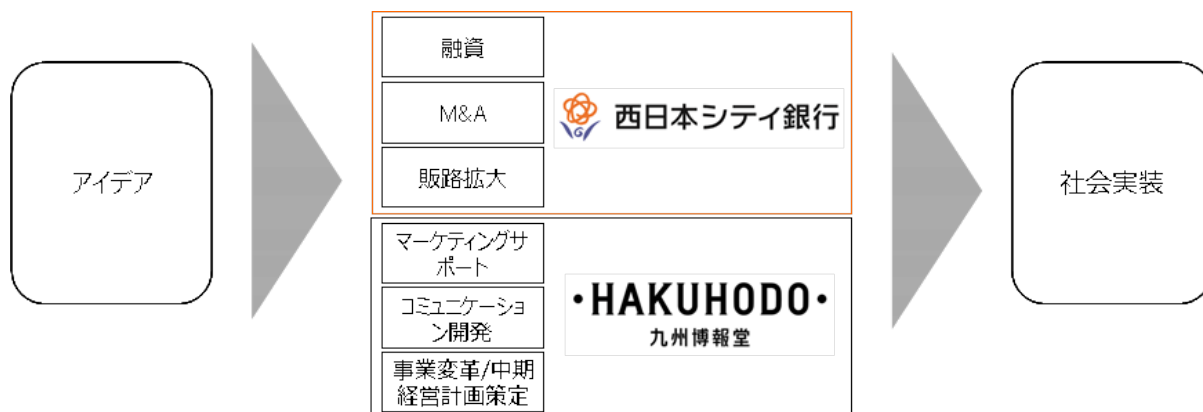 アイデア
融資
M&A
販路拡大
西日本シティ銀行
マーケティングサ
ポート
コミュニケーショ
ン開発
事業変革/中期
経営計画策定
・HAKUHODO・
九州博報堂
社会実装